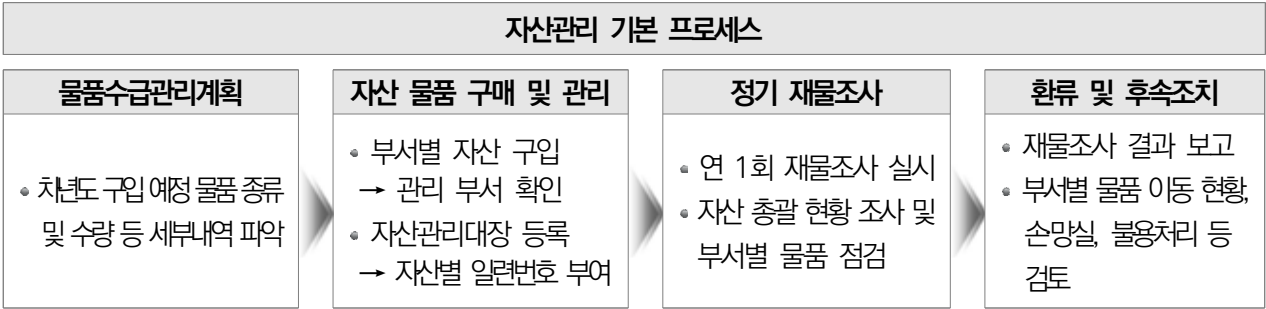 자산관리 기본 프로세스
물품수급관리계획
• 차년도 구입 예정 물품 종류
및 수량 등 세부내역 파악
자산 물품 구매 및 관리
• 부서별 자산 구입
→ 관리 부서 확인
• 자산관리대장 등록
→ 자산별 일련번호 부여
정기 재물조사
• 연 1회 재물조사 실시
• 자산 총괄 현황 조사 및
부서별 물품 점검
환류 및 후속조치
• 재물조사 결과 보고
• 부서별 물품 이동 현황,
손망실, 불용처리 등
검토